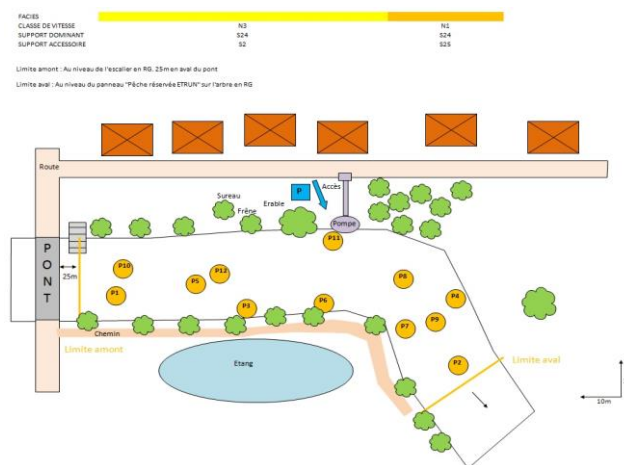 FACIES
CLASSE DE VITESSE N3 N1
SUPPORT DOMINANT S24 S24
SUPPORT ACCESSOIRE S2 S25
Limite amont : Au niveau de l'escalier en RG, 25m en aval du pont
Limite aval : Au niveau du panneau "Pêche réservée ETRUN" sur l'arbre en RG
Route
P
Accès
Sureau
Erable
Frêne
Pompe
PONT
P11
P10
P12
P8
25m
P1
P5
P4
P3
P6
P7
P9
Chemin
Limite amont
Etang
P2
Limite aval
10m